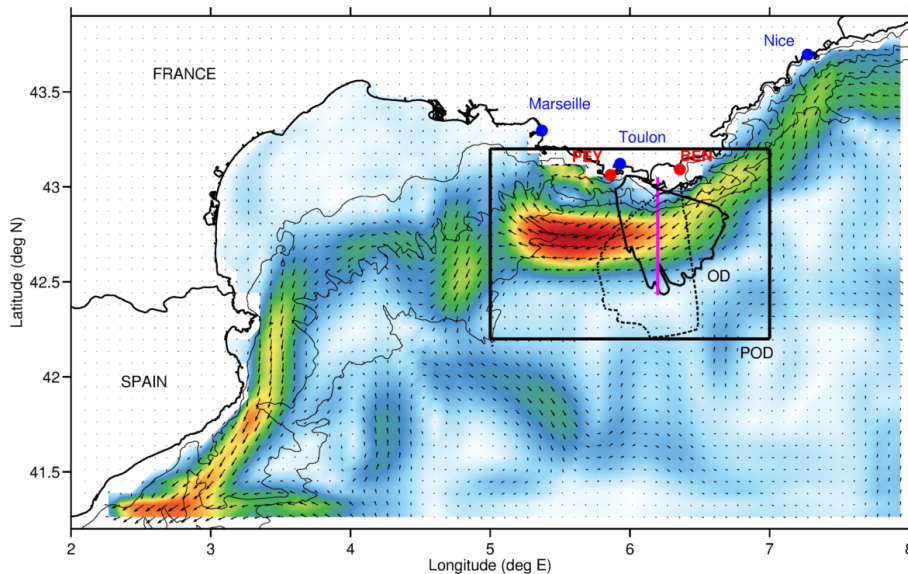 Nice
FRANCE
43.5
Marseille
Toulon
PEY
BEN
43
Latitude (deg N)
42.5
OD
POD
42
SPAIN
41.5
2
3
4
5
6
7
8
Longitude (deg E)